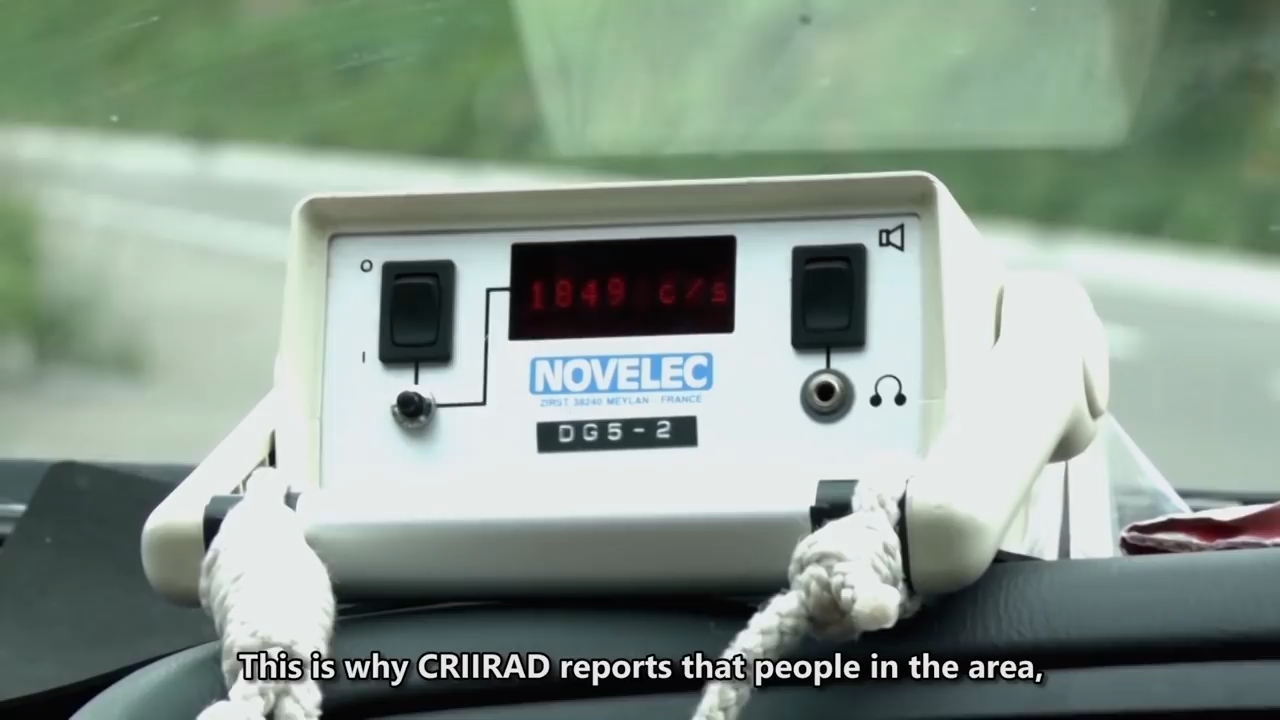 O
I
1849 c/s
NOVELEC
ZIRST 38240 MEYLAN FRANCE
DG5-2
This is why CRIIRAD reports that people in the area,